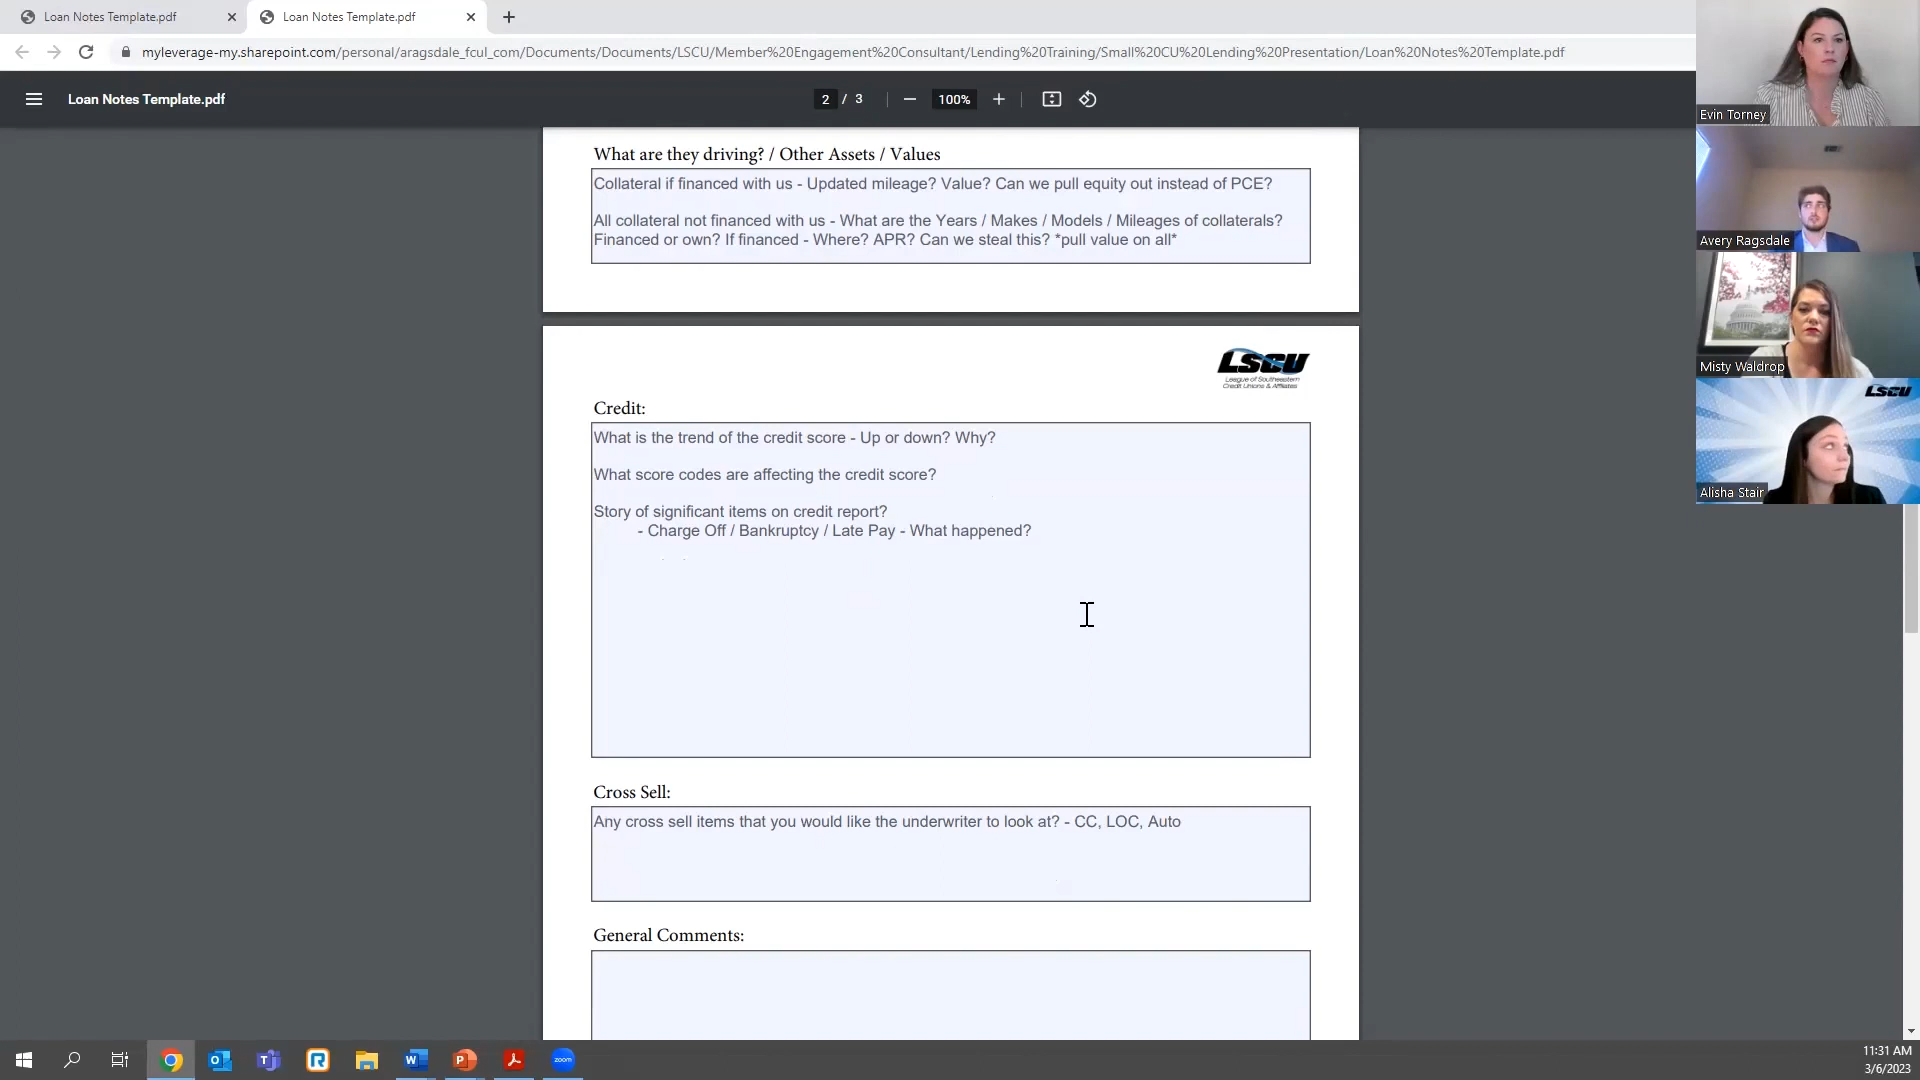 Loan Notes Template.pdf
Loan Notes Template.pdf
myleverage-my.sharepoint.com/personal/aragsdale_fcul_com/Documents/Documents/LSCU/Member%20Engagement%20Consultant/Lending%20Training/Small%20CU%20Lending%20Presentation/Loan%20Notes%20Template.pdf
Loan Notes Template.pdf
2 / 3
100%
What are they driving? / Other Assets / Values
Collateral if financed with us - Updated mileage? Value? Can we pull equity out instead of PCE?
All collateral not financed with us - What are the Years / Makes / Models / Mileages of collaterals?
Financed or own? If financed - Where? APR? Can we steal this? *pull value on all*
LSCU
League of Southeastern
Credit Unions & Affiliates
Credit:
What is the trend of the credit score - Up or down? Why?
What score codes are affecting the credit score?
Story of significant items on credit report?
- Charge Off / Bankruptcy / Late Pay - What happened?
Cross Sell:
Any cross sell items that you would like the underwriter to look at? - CC, LOC, Auto
General Comments:
Evin Torney
Avery Ragsdale
Misty Waldrop
LSCU
Alisha Stair
zoom
11:31 AM
3/6/2023